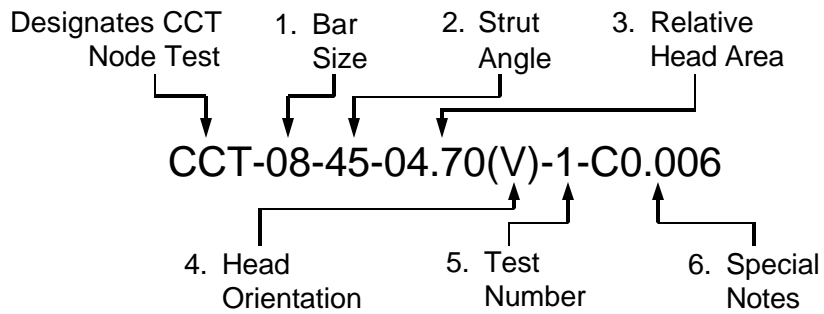 Designates CCT
Node Test
1. Bar
Size
2. Strut
Angle
3. Relative
Head Area
CCT-08-45-04.70(V)-1-C0.006
4. Head
Orientation
5. Test
Number
6. Special
Notes